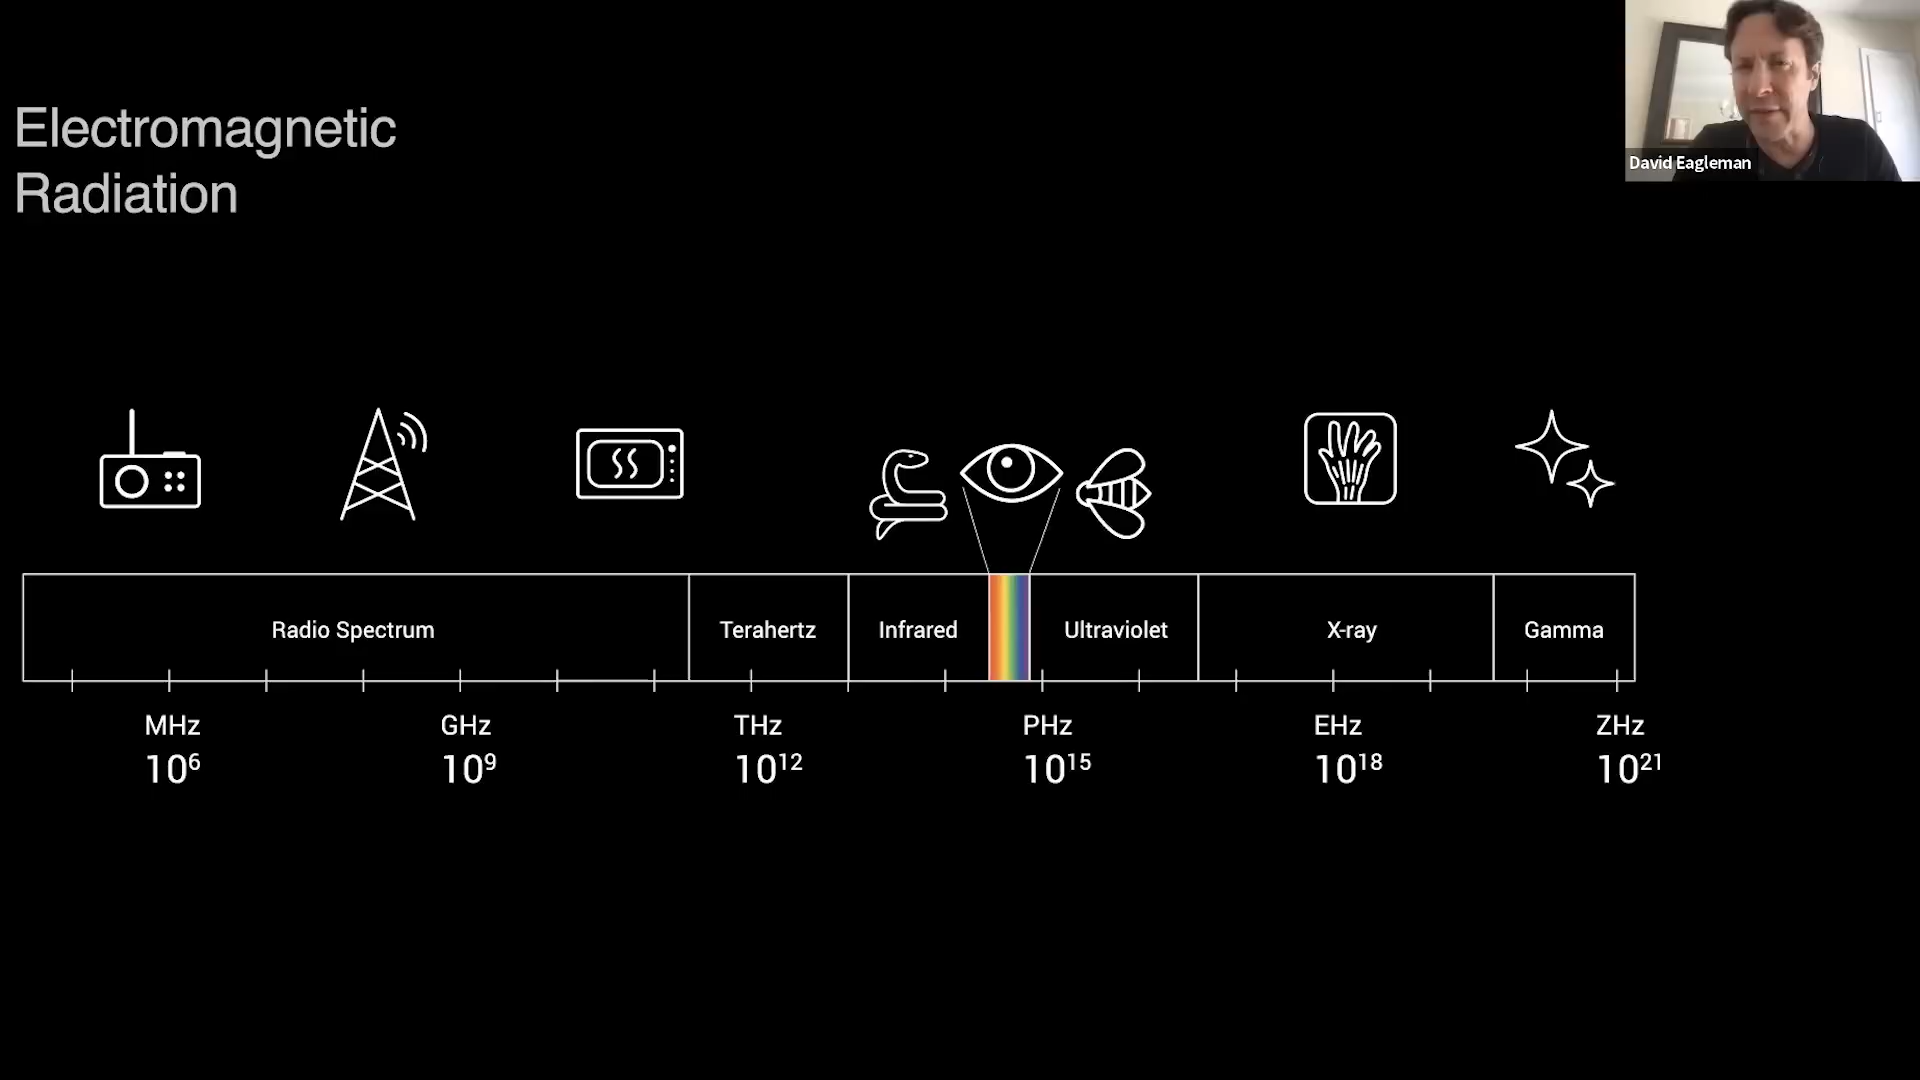 Electromagnetic
Radiation
David Eagleman
Radio Spectrum Terahertz Infrared Ultraviolet X-ray Gamma
MHz GHz THz PHz EHz ZHz
10⁶ 10⁹ 10¹² 10¹⁵ 10¹⁸ 10²¹